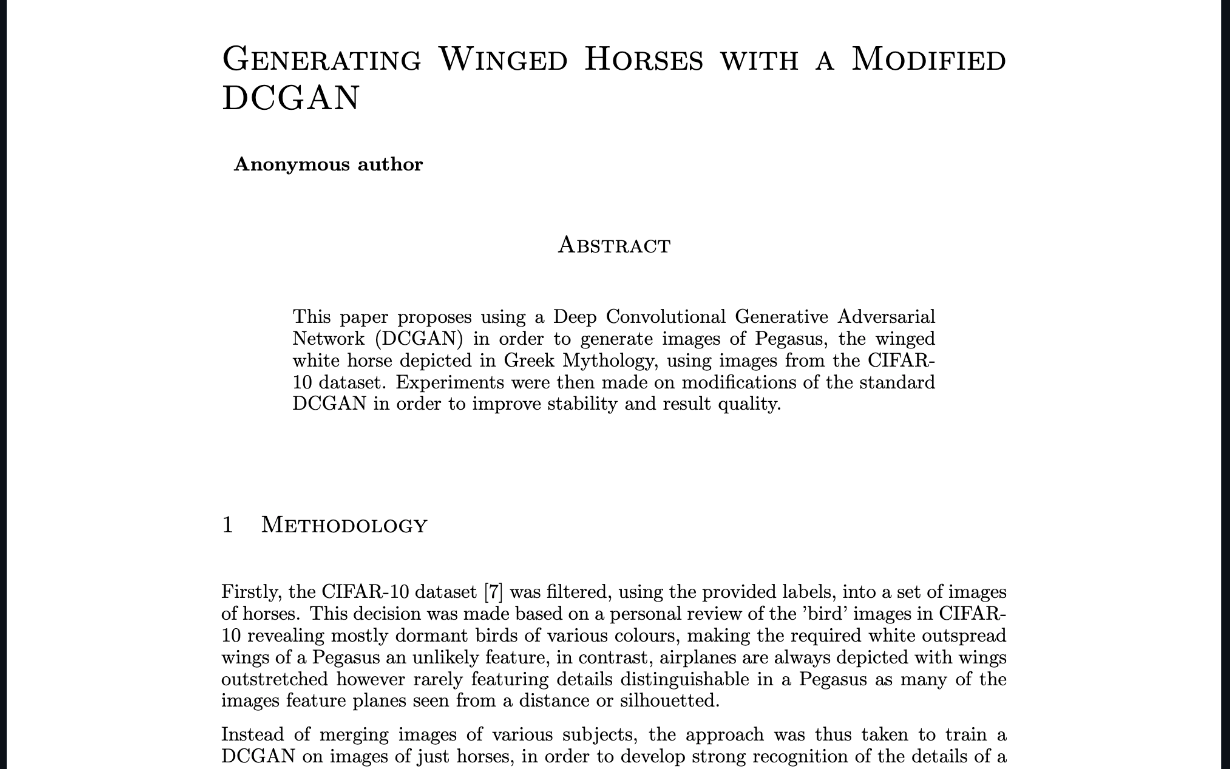 Generating Winged Horses with a Modified
DCGAN
Anonymous author
Abstract
This paper proposes using a Deep Convolutional Generative Adversarial
Network (DCGAN) in order to generate images of Pegasus, the winged
white horse depicted in Greek Mythology, using images from the CIFAR-
10 dataset. Experiments were then made on modifications of the standard
DCGAN in order to improve stability and result quality.
1 Methodology
Firstly, the CIFAR-10 dataset [7] was filtered, using the provided labels, into a set of images
of horses. This decision was made based on a personal review of the ’bird’ images in CIFAR-
10 revealing mostly dormant birds of various colours, making the required white outspread
wings of a Pegasus an unlikely feature, in contrast, airplanes are always depicted with wings
outstretched however rarely featuring details distinguishable in a Pegasus as many of the
images feature planes seen from a distance or silhouetted.
Instead of merging images of various subjects, the approach was thus taken to train a
DCGAN on images of just horses, in order to develop strong recognition of the details of a